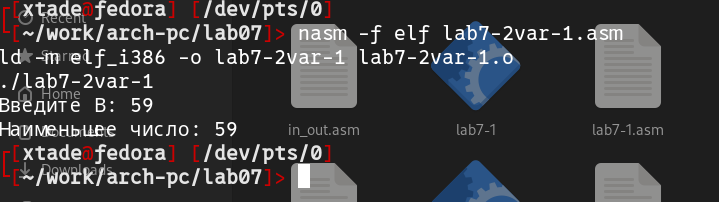 [xtade@fedora] [/dev/pts/0]
[~/work/arch-pc/lab07]> nasm -f elf lab7-2var-1.asm
ld -m elf_i386 -o lab7-2var-1 lab7-2var-1.o
./lab7-2var-1
Введите В: 59
Наименьшее число: 59
[xtade@fedora] [/dev/pts/0]
[~/work/arch-pc/lab07]>
Recent
Starred
Home
Documents
Downloads
in_out.asm
lab7-1
lab7-1.asm